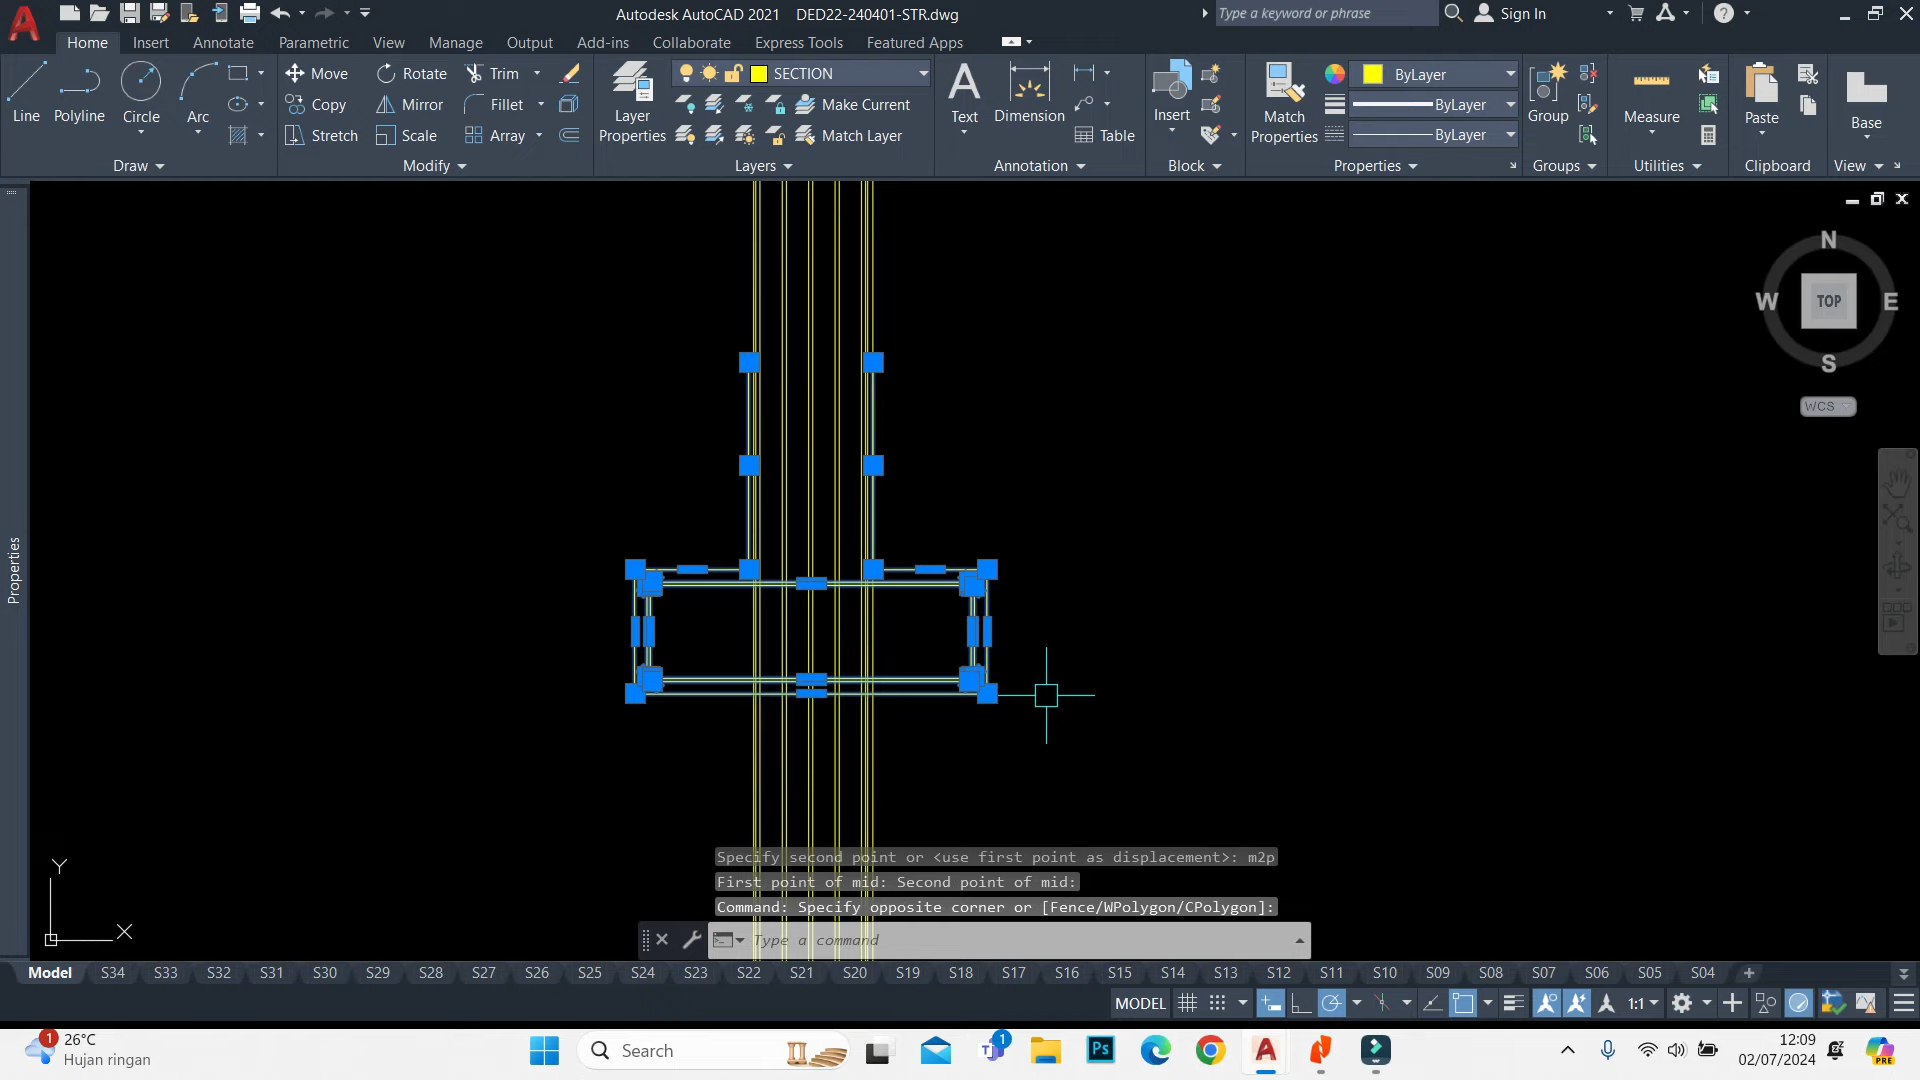 Autodesk AutoCAD 2021 DED22-240401-STR.dwg
Type a keyword or phrase
Sign In
Home Insert Annotate Parametric View Manage Output Add-ins Collaborate Express Tools Featured Apps
Line Polyline Circle Arc
Draw
Move Rotate Trim
Copy Mirror Fillet
Stretch Scale Array
Modify
Layer Properties
SECTION
Make Current
Match Layer
Layers
Text Dimension
Table
Annotation
Insert
Block
Match Properties
ByLayer
ByLayer
ByLayer
Properties
Group
Groups
Measure
Utilities
Paste
Clipboard
Base
View
N
W TOP E
S
WCS
Properties
Y
X
Specify second point or <use first point as displacement>: m2p
First point of mid: Second point of mid:
Command: Specify opposite corner or [Fence/WPolygon/CPolygon]:
Type a command
Model S34 S33 S32 S31 S30 S29 S28 S27 S26 S25 S24 S23 S22 S21 S20 S19 S18 S17 S16 S15 S14 S13 S12 S11 S10 S09 S08 S07 S06 S05 S04
MODEL 1:1
1
26°C
Hujan ringan
Search
1
Ps
12:09
02/07/2024
PRE